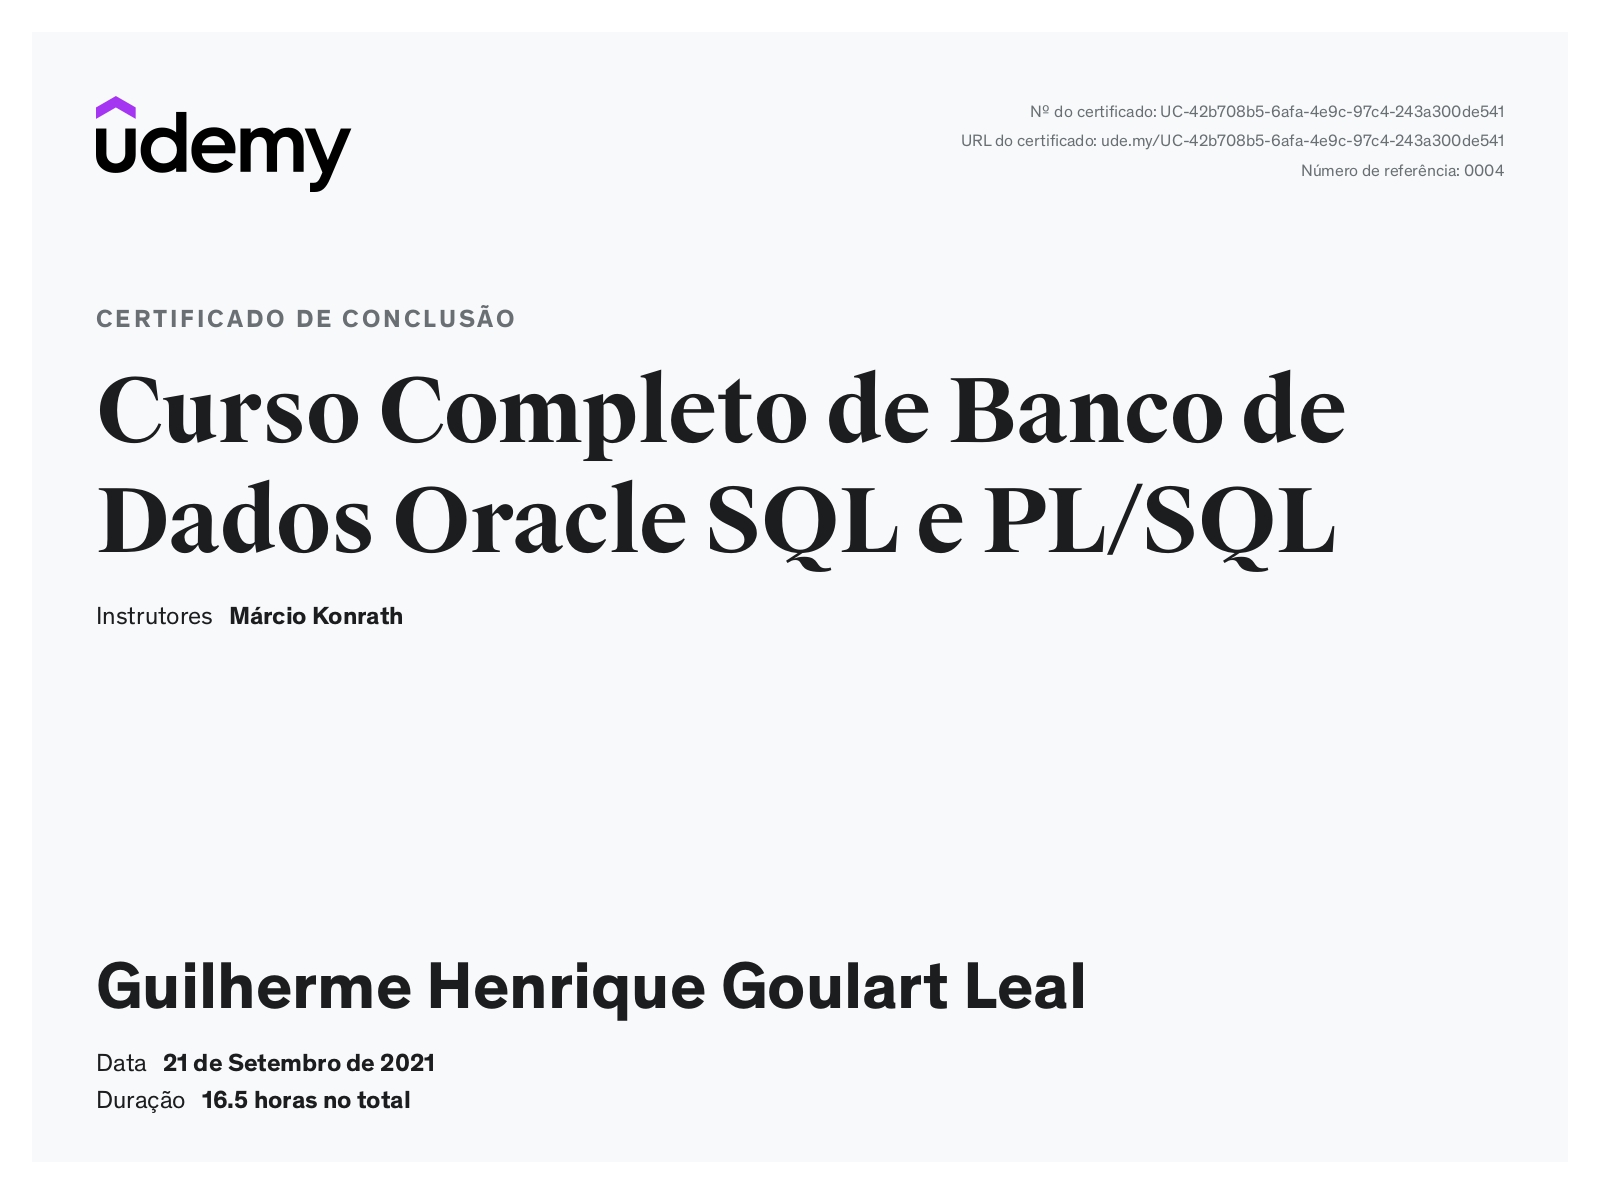 udemy
Nº do certificado: UC-42b708b5-6afa-4e9c-97c4-243a300de541
URL do certificado: ude.my/UC-42b708b5-6afa-4e9c-97c4-243a300de541
Número de referência: 0004
CERTIFICADO DE CONCLUSÃO
Curso Completo de Banco de
Dados Oracle SQL e PL/SQL
Instrutores Márcio Konrath
Guilherme Henrique Goulart Leal
Data 21 de Setembro de 2021
Duração 16.5 horas no total